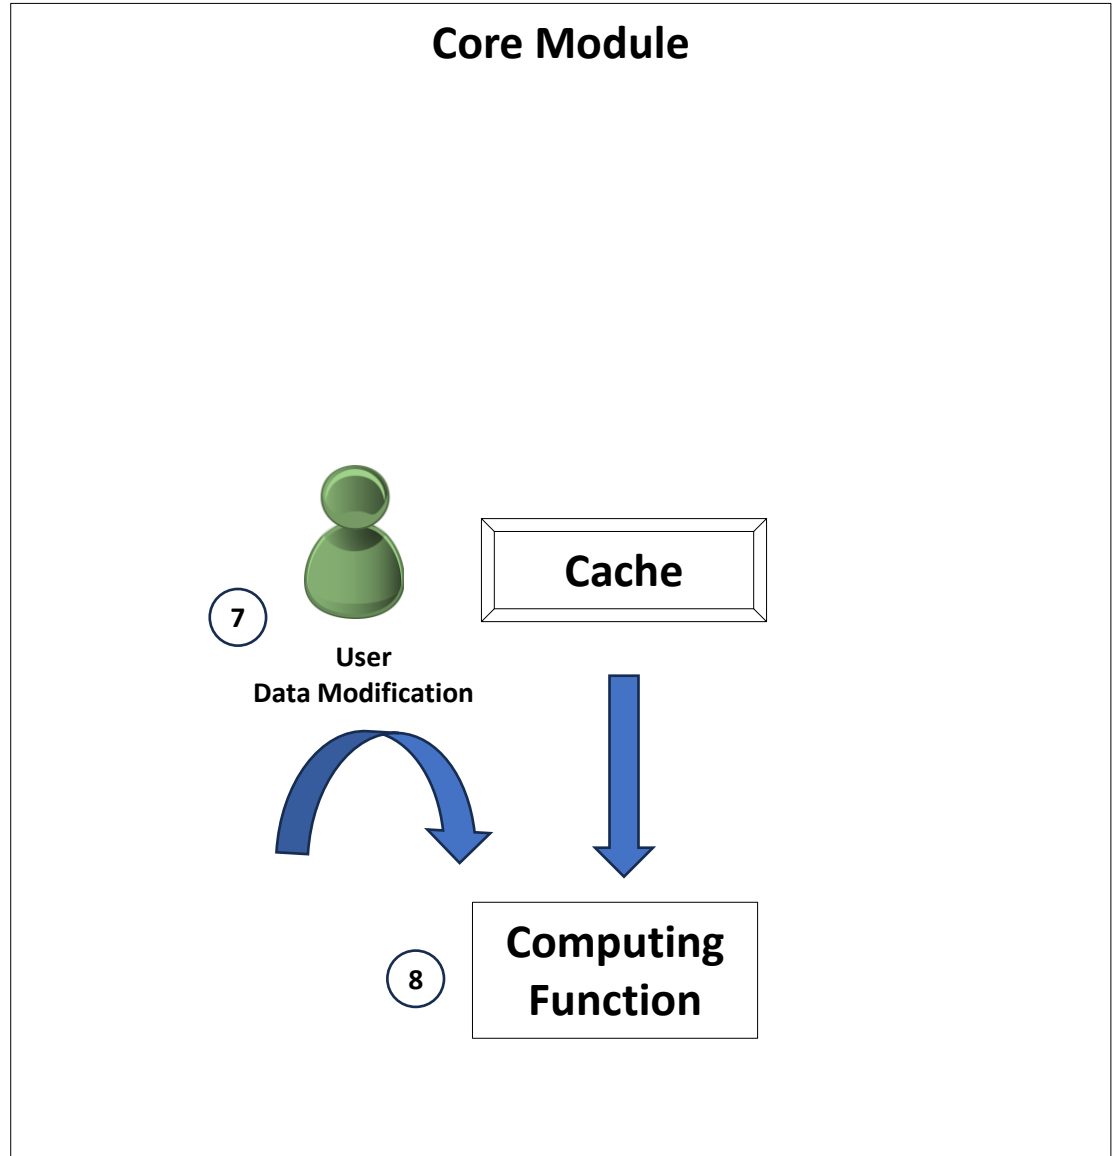 Core Module
Cache
7
User
Data Modification
Computing
Function
8